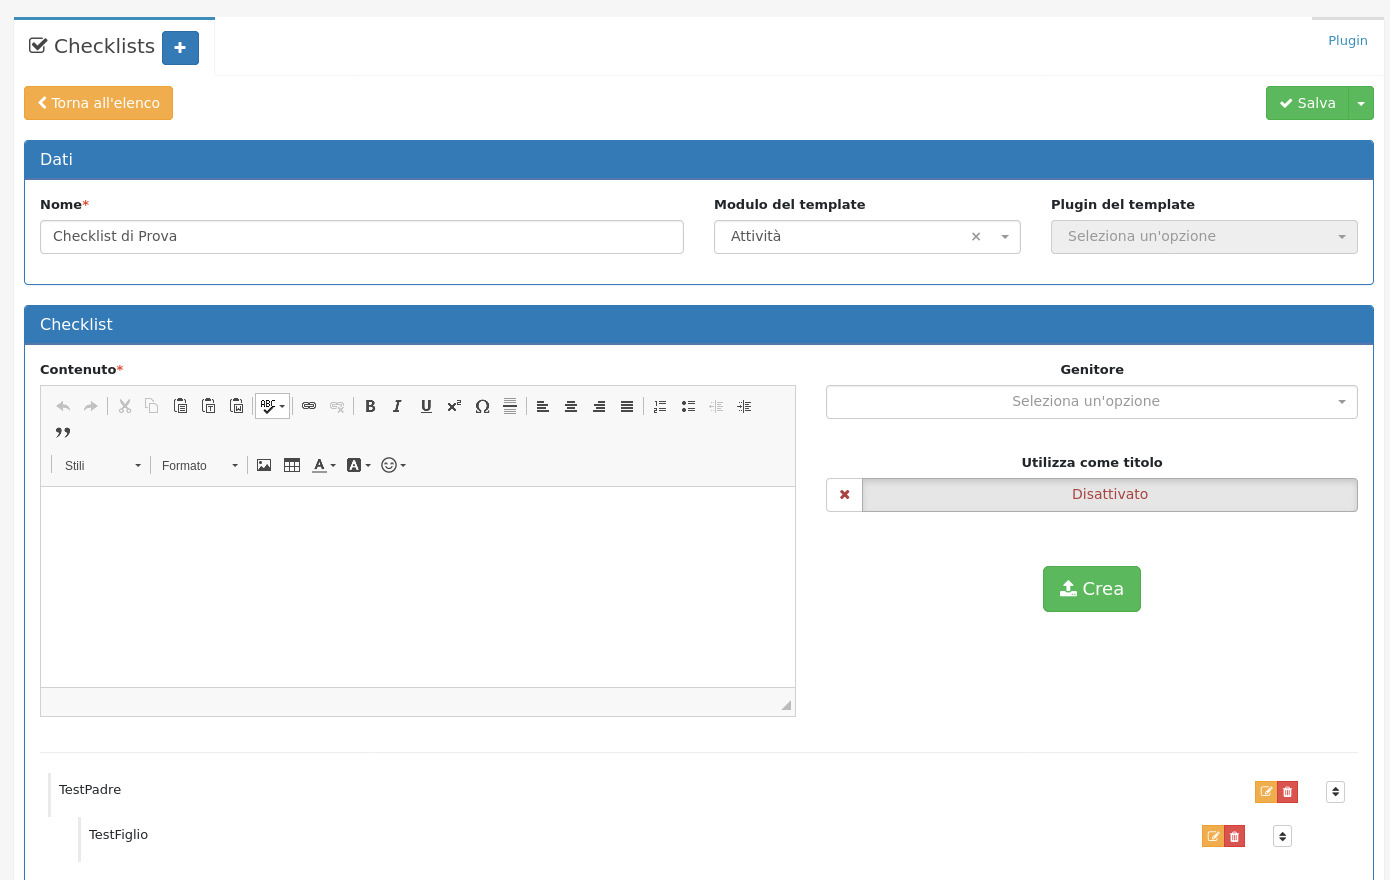 Checklists
Plugin
Torna all'elenco
Salva
Dati
Nome*
Modulo del template
Plugin del template
Checklist di Prova
Attività ×
Seleziona un'opzione
Checklist
Contenuto*
Genitore
Seleziona un'opzione
Utilizza come titolo
Disattivato
Crea
Stili
Formato
TestPadre
TestFiglio